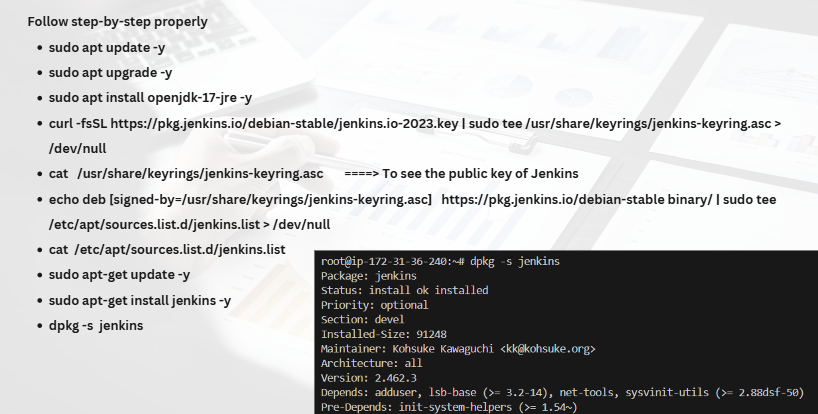 Follow step-by-step properly
• sudo apt update -y
• sudo apt upgrade -y
• sudo apt install openjdk-17-jre -y
• curl -fsSL https://pkg.jenkins.io/debian-stable/jenkins.io-2023.key | sudo tee /usr/share/keyrings/jenkins-keyring.asc >
/dev/null
• cat /usr/share/keyrings/jenkins-keyring.asc ====> To see the public key of Jenkins
• echo deb [signed-by=/usr/share/keyrings/jenkins-keyring.asc] https://pkg.jenkins.io/debian-stable binary/ | sudo tee
/etc/apt/sources.list.d/jenkins.list > /dev/null
• cat /etc/apt/sources.list.d/jenkins.list
• sudo apt-get update -y
• sudo apt-get install jenkins -y
• dpkg -s jenkins
root@ip-172-31-36-240:~# dpkg -s jenkins
Package: jenkins
Status: install ok installed
Priority: optional
Section: devel
Installed-Size: 91248
Maintainer: Kohsuke Kawaguchi <kk@kohsuke.org>
Architecture: all
Version: 2.462.3
Depends: adduser, lsb-base (>= 3.2-14), net-tools, sysvinit-utils (>= 2.88dsf-50)
Pre-Depends: init-system-helpers (>= 1.54~)